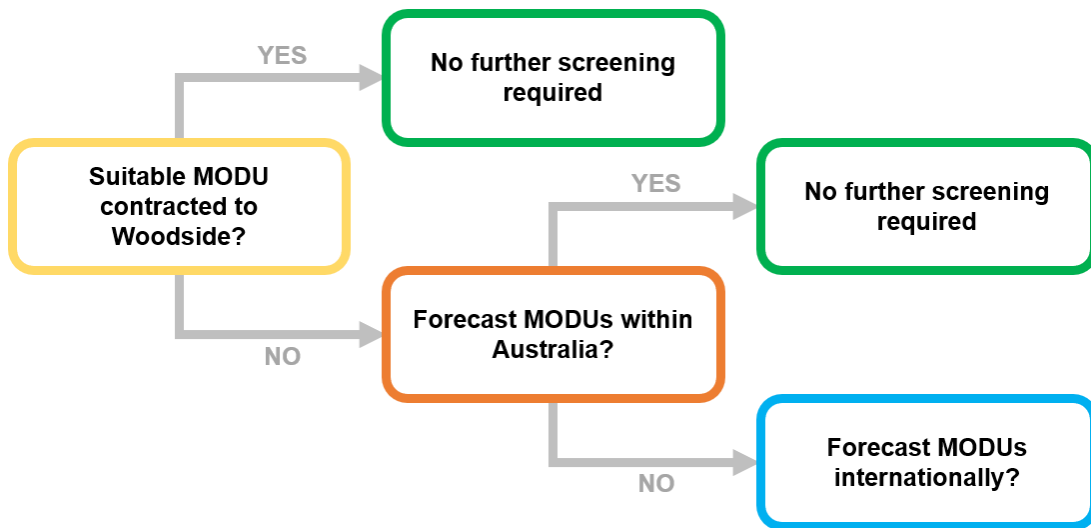 YES
No further screening
required
Suitable MODU
contracted to
Woodside?
YES
No further screening
required
NO
Forecast MODUs within
Australia?
NO
Forecast MODUs
internationally?